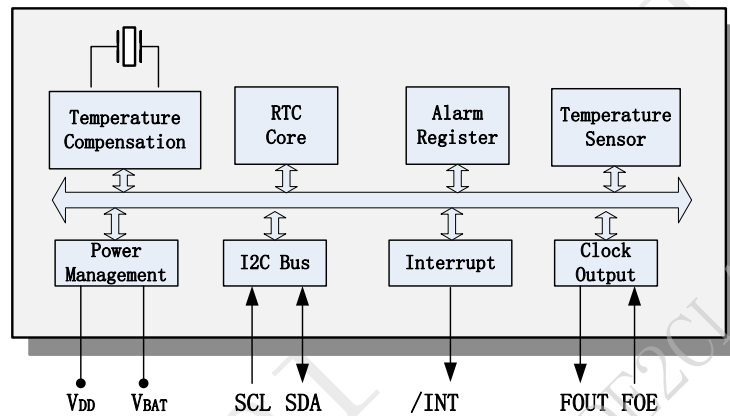 Temperature
Compensation
RTC
Core
Alarm
Register
Temperature
Sensor
Power
Management
I2C Bus
Interrupt
Clock
Output
VDD
VBAT
SCL
SDA
/INT
FOUT
FOE